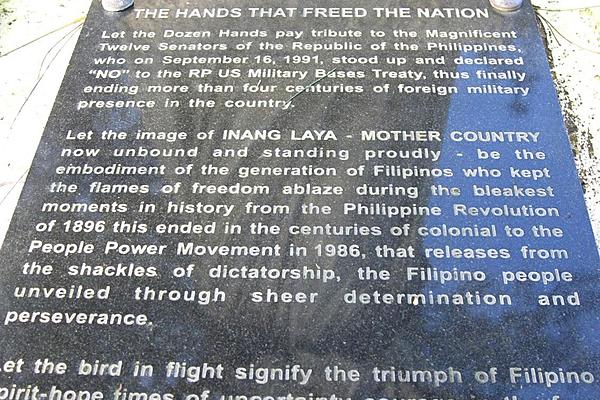 THE HANDS THAT FREED THE NATION
Let the Dozen Hands pay tribute to the Magnificent
Twelve Senators of the Republic of the Philippines,
who on September 16, 1991, stood up and declared
“NO” to the RP US Military Bases Treaty, thus finally
ending more than four centuries of foreign military
presence in the country.
Let the image of INANG LAYA - MOTHER COUNTRY
now unbound and standing proudly - be the
embodiment of the generation of Filipinos who kept
the flames of freedom ablaze during the bleakest
moments in history from the Philippine Revolution
of 1896 this ended in the centuries of colonial to the
People Power Movement in 1986, that releases from
the shackles of dictatorship, the Filipino people
unveiled through sheer determination and
perseverance.
Let the bird in flight signify the triumph of Filipino
spirit-hope times of uncertainty